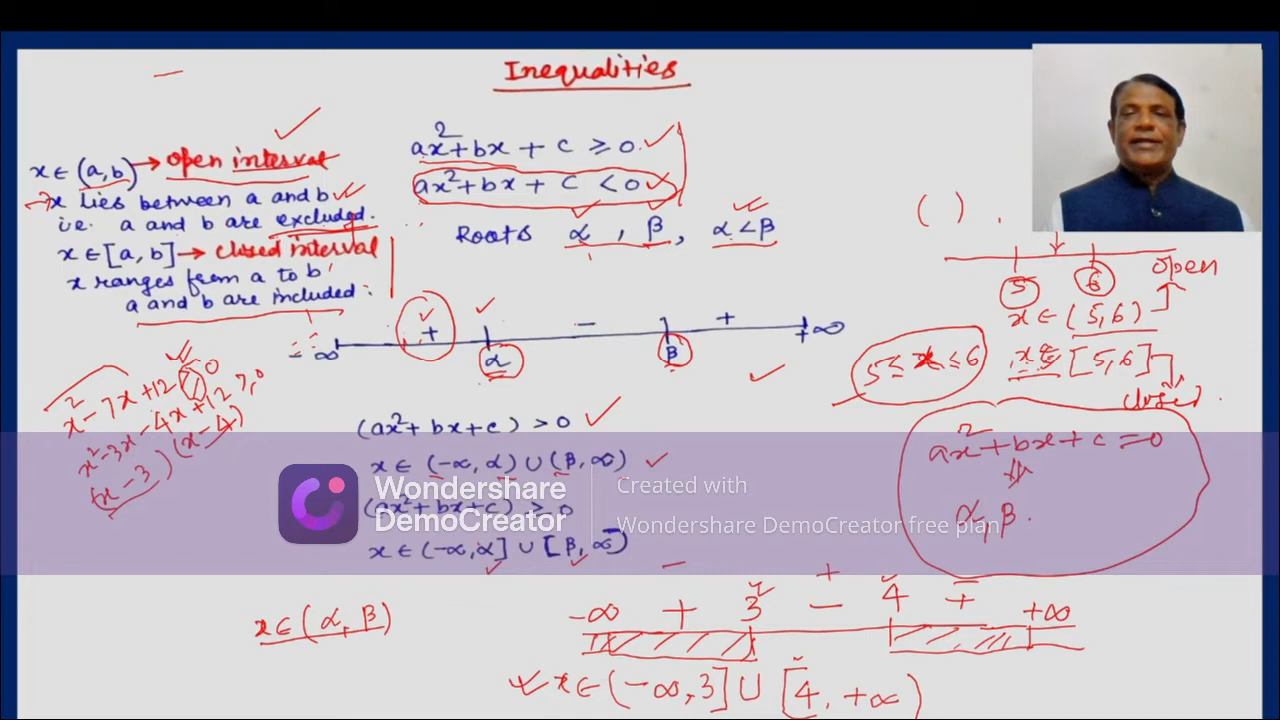 Inequalities
x ∈ (a, b) → open interval
→ x lies between a and b
i.e. a and b are excluded.
x ∈ [a, b] → closed interval
x ranges from a to b
a and b are included.
ax²+bx + c ≥ 0
ax²+bx + c < 0
Roots α , β , α < β
-∞ + α - β + +∞
(ax²+ bx+c) > 0
x ∈ (-∞, α) ∪ (β, ∞)
(ax²+ bx+c) ≥ 0
x ∈ (-∞, α] ∪ [β, ∞)
x ∈ (α, β)
x²-7x+12 0
x²-3x-4x+12 ≥ 0
(x-3) (x-4)
( ) .
5 6
open
x ∈ (5, 6)
5 ≤ x ≤ 6
x ∈ [5, 6]
closed.
ax²+bx+c = 0
α, β.
- +
-∞ + 3 - 4 + +∞
x ∈ (-∞, 3] ∪ [4, +∞)
Wondershare
DemoCreator
Created with
Wondershare DemoCreator free plan